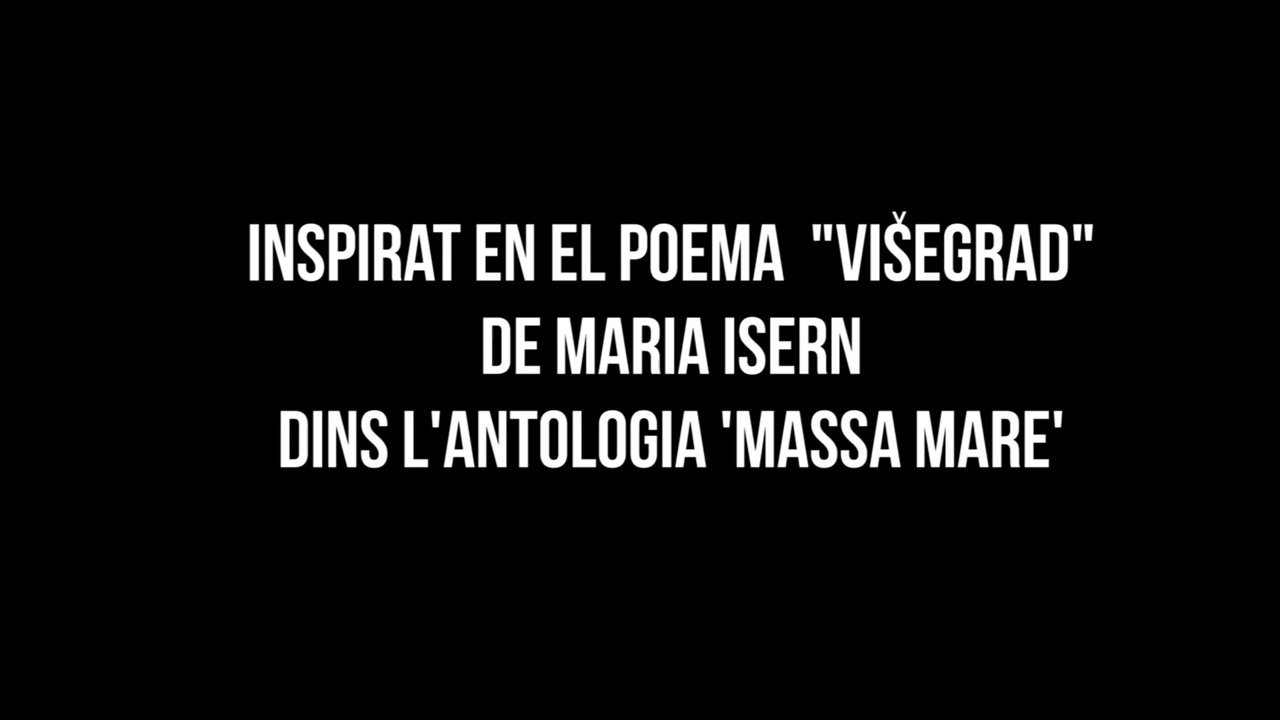 INSPIRAT EN EL POEMA "VIŠEGRAD"
DE MARIA ISERN
DINS L'ANTOLOGIA 'MASSA MARE'